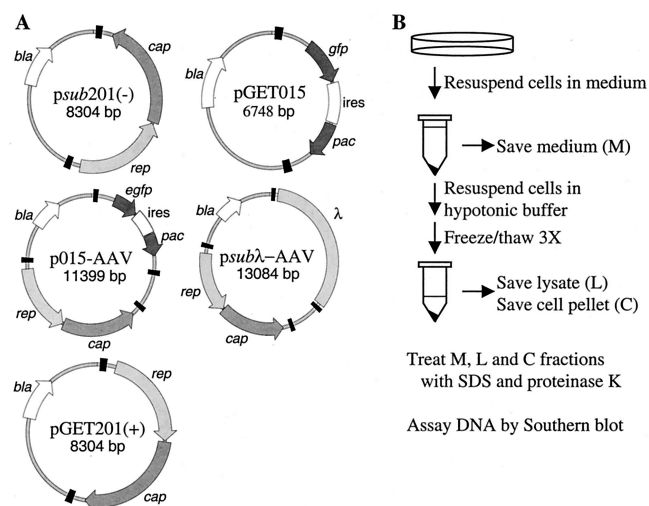 A
bla
cap
psub201(-)
8304 bp
rep
bla
gfp
pGET015
6748 bp
ires
pac
bla
egfp
ires
pac
p015-AAV
11399 bp
rep
cap
bla
λ
psubλ–AAV
13084 bp
rep
cap
bla
rep
pGET201(+)
8304 bp
cap
B
Resuspend cells in medium
Save medium (M)
Resuspend cells in
hypotonic buffer
Freeze/thaw 3X
Save lysate (L)
Save cell pellet (C)
Treat M, L and C fractions
with SDS and proteinase K
Assay DNA by Southern blot